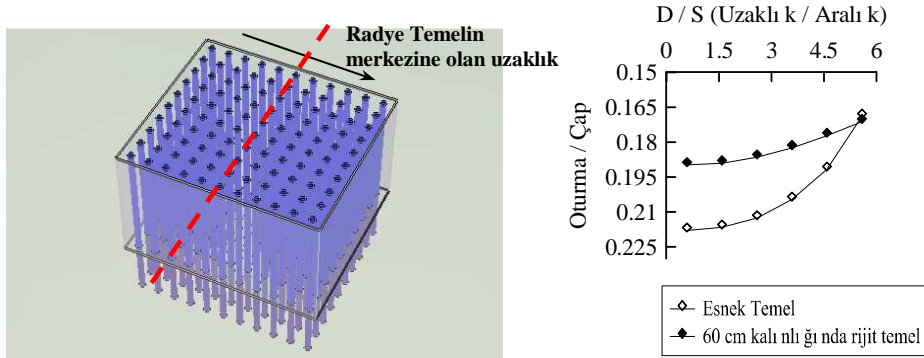 Radye Temelin
merkezine olan uzaklık
D / S (Uzaklı k / Aralı k)
0 1.5 3 4.5 6
0.15
0.165
0.18
0.195
0.21
0.225
Oturma / Çap
Esnek Temel
60 cm kalı nlı ğı nda rijit temel